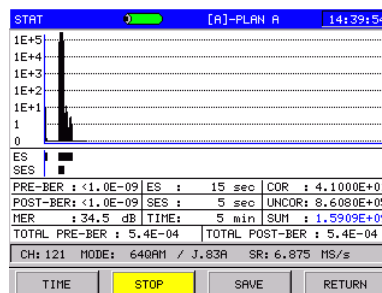 STAT [A]-PLAN A 14:39:54
1E+5
1E+4
1E+3
1E+2
1E+1
1
0
ES
SES
PRE-BER : <1.0E-09 ES : 15 sec COR : 4.1000E+0
POST-BER: <1.0E-09 SES : 5 sec UNCOR: 8.6080E+0
MER : 34.5 dB TIME: 5 min SUM : 1.5909E+0
TOTAL PRE-BER : 5.4E-04 TOTAL POST-BER : 5.4E-04
CH: 121 MODE: 64QAM / J.83A SR: 6.875 MS/s
TIME STOP SAVE RETURN